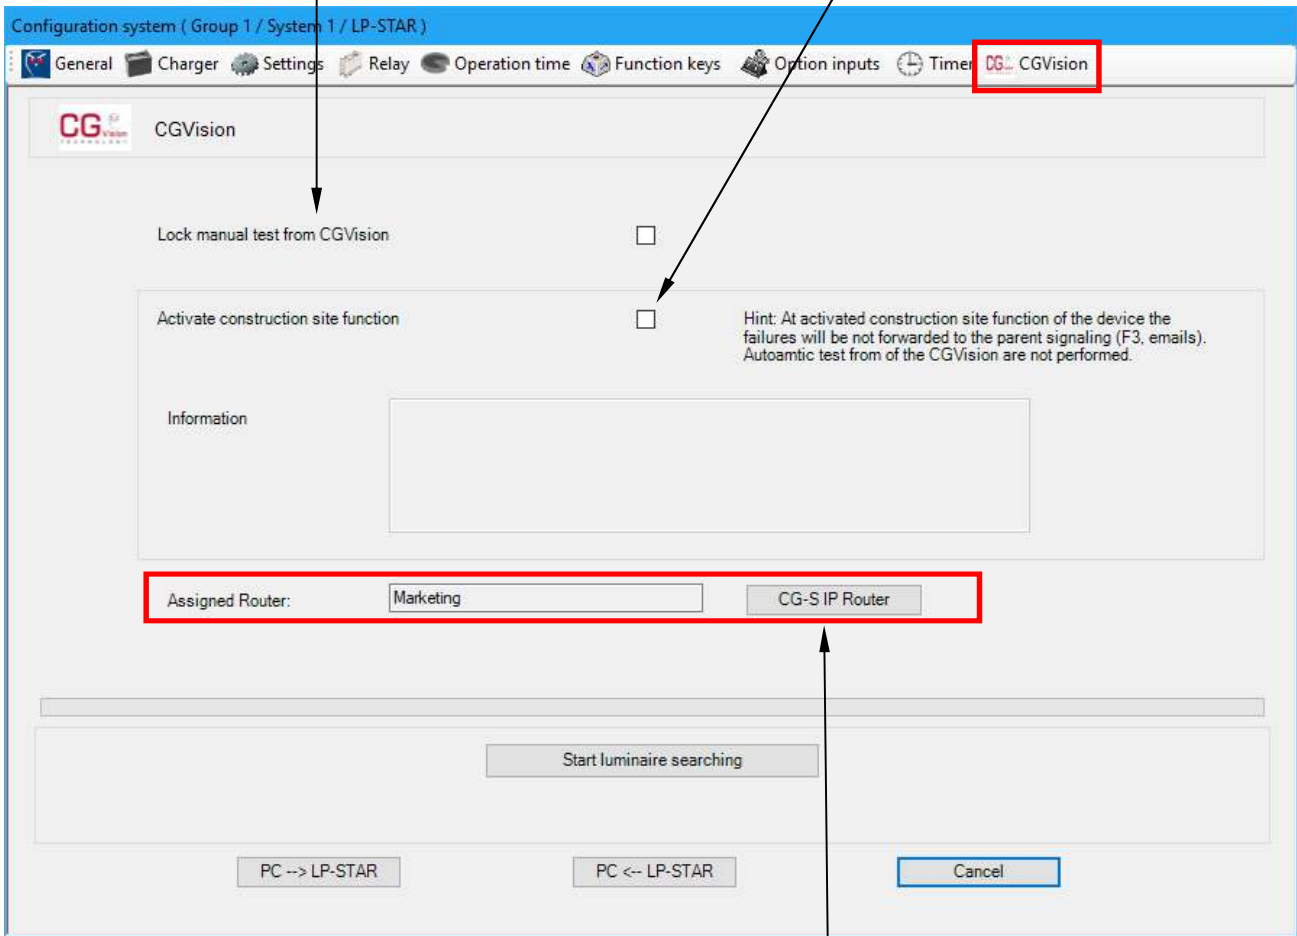 Configuration system ( Group 1 / System 1 / LP-STAR )
General Charger Settings Relay Operation time Function keys Option inputs Timer CG CGVision
CG Vision CGVision
TECHNOLOGY
Lock manual test from CGVision
Activate construction site function
Hint: At activated construction site function of the device the
failures will be not forwarded to the parent signaling (F3, emails).
Autoamtic test from of the CGVision are not performed.
Information
Assigned Router: Marketing CG-S IP Router
Start luminaire searching
PC --> LP-STAR PC <-- LP-STAR Cancel